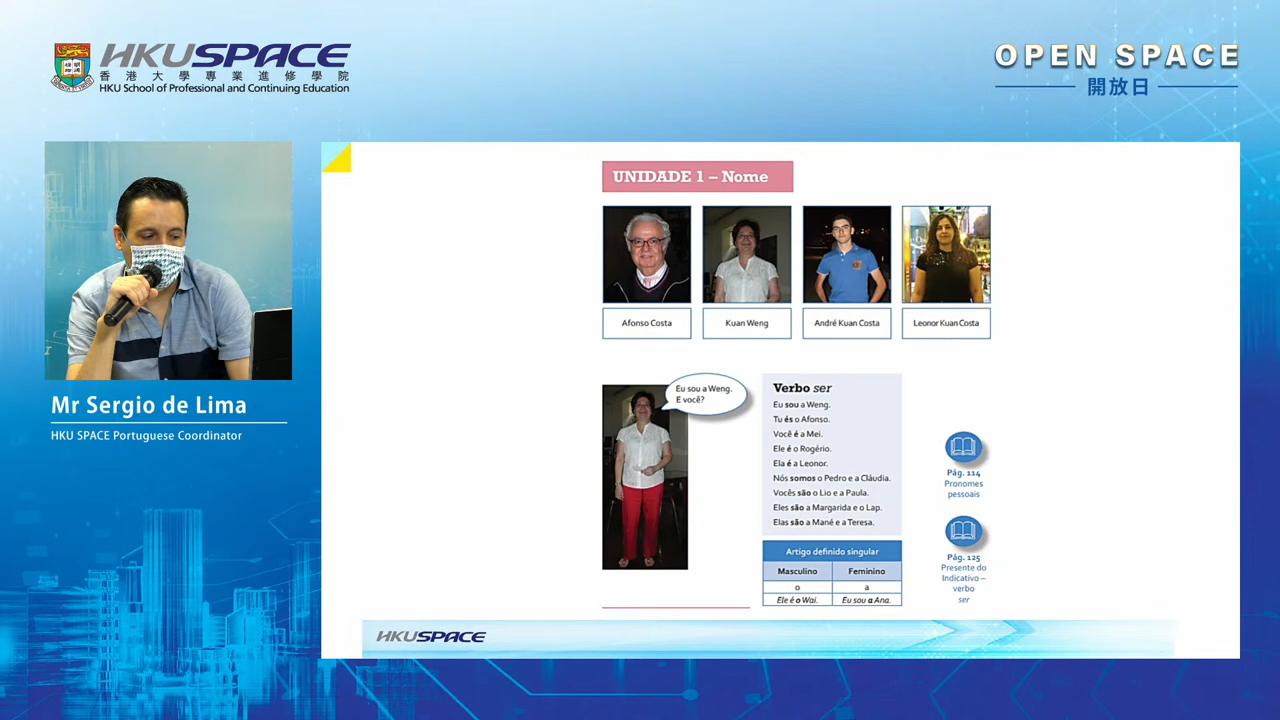 HKUSPACE
香港大學專業進修學院
HKU School of Professional and Continuing Education
OPEN SPACE
開放日
Mr Sergio de Lima
HKU SPACE Portuguese Coordinator
UNIDADE 1 – Nome
Afonso Costa
Kuan Weng
André Kuan Costa
Leonor Kuan Costa
Eu sou a Weng.
E você?
Verbo ser
Eu sou a Weng.
Tu és o Afonso.
Você é a Mei.
Ele é o Rogério.
Ela é a Leonor.
Nós somos o Pedro e a Cláudia.
Vocês são o Lio e a Paula.
Eles são a Margarida e o Lap.
Elas são a Mané e a Teresa.
Artigo definido singular
Masculino
Feminino
o
a
Ele é o Wai.
Eu sou a Ana.
Pág. 114
Pronomes
pessoais
Pág. 125
Presente do
Indicativo –
verbo
ser
HKUSPACE